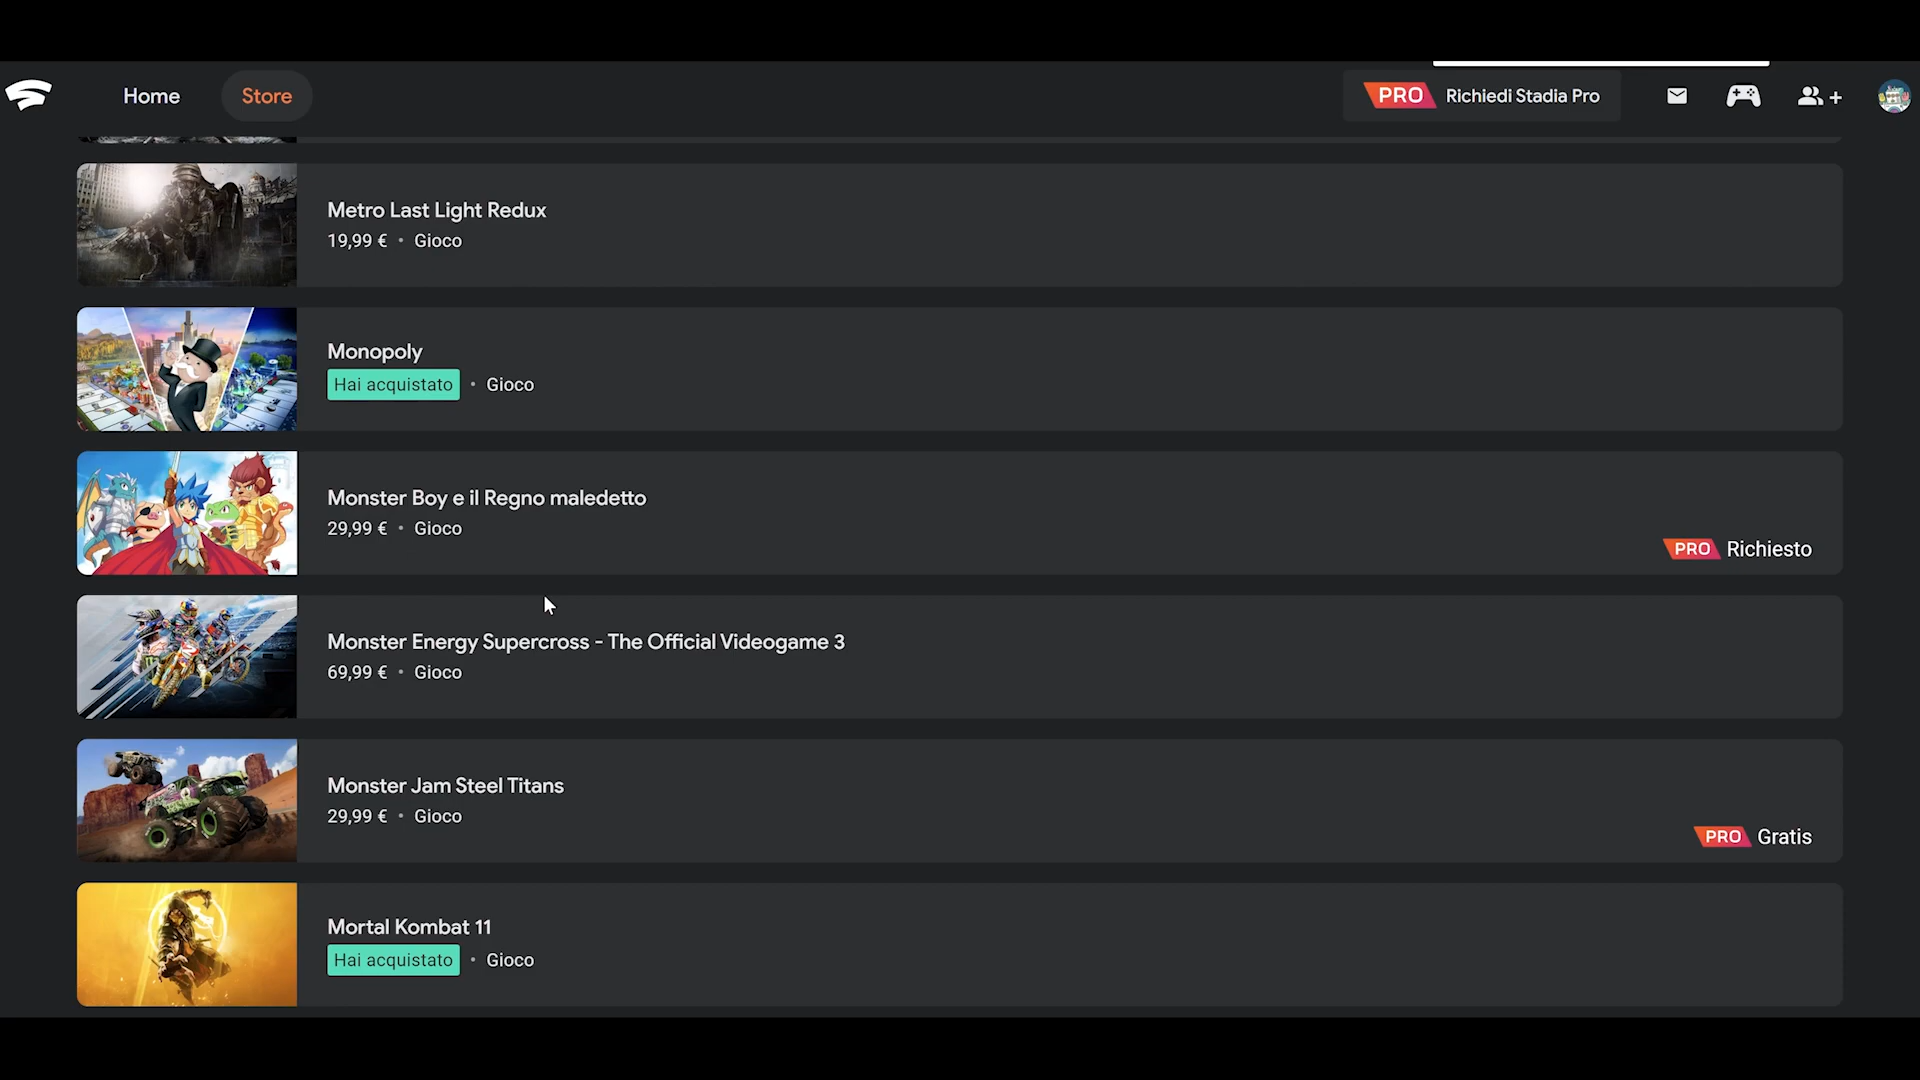 Home
Store
PRO Richiedi Stadia Pro
Metro Last Light Redux
19,99 € • Gioco
Monopoly
Hai acquistato • Gioco
Monster Boy e il Regno maledetto
29,99 € • Gioco
PRO Richiesto
Monster Energy Supercross - The Official Videogame 3
69,99 € • Gioco
Monster Jam Steel Titans
29,99 € • Gioco
PRO Gratis
Mortal Kombat 11
Hai acquistato • Gioco